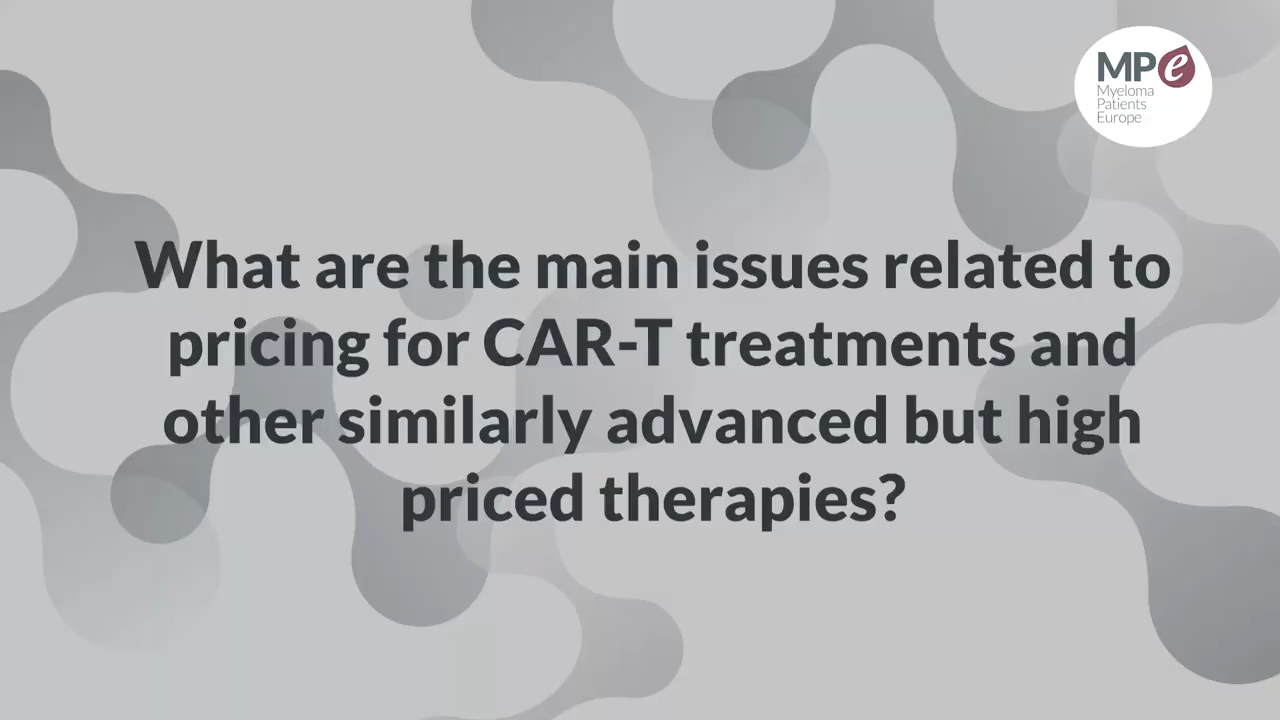 MPe
Myeloma
Patients
Europe
What are the main issues related to
pricing for CAR-T treatments and
other similarly advanced but high
priced therapies?